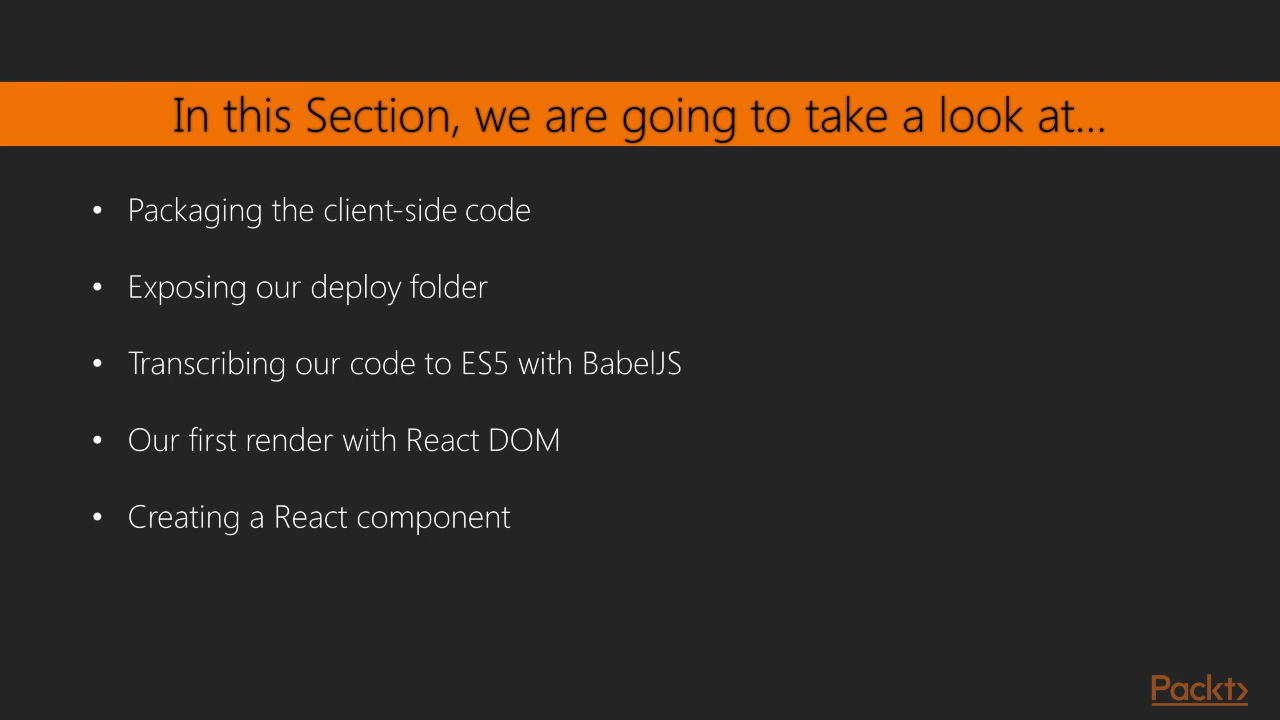 In this Section, we are going to take a look at...
• Packaging the client-side code
• Exposing our deploy folder
• Transcribing our code to ES5 with BabelJS
• Our first render with React DOM
• Creating a React component
Packt>